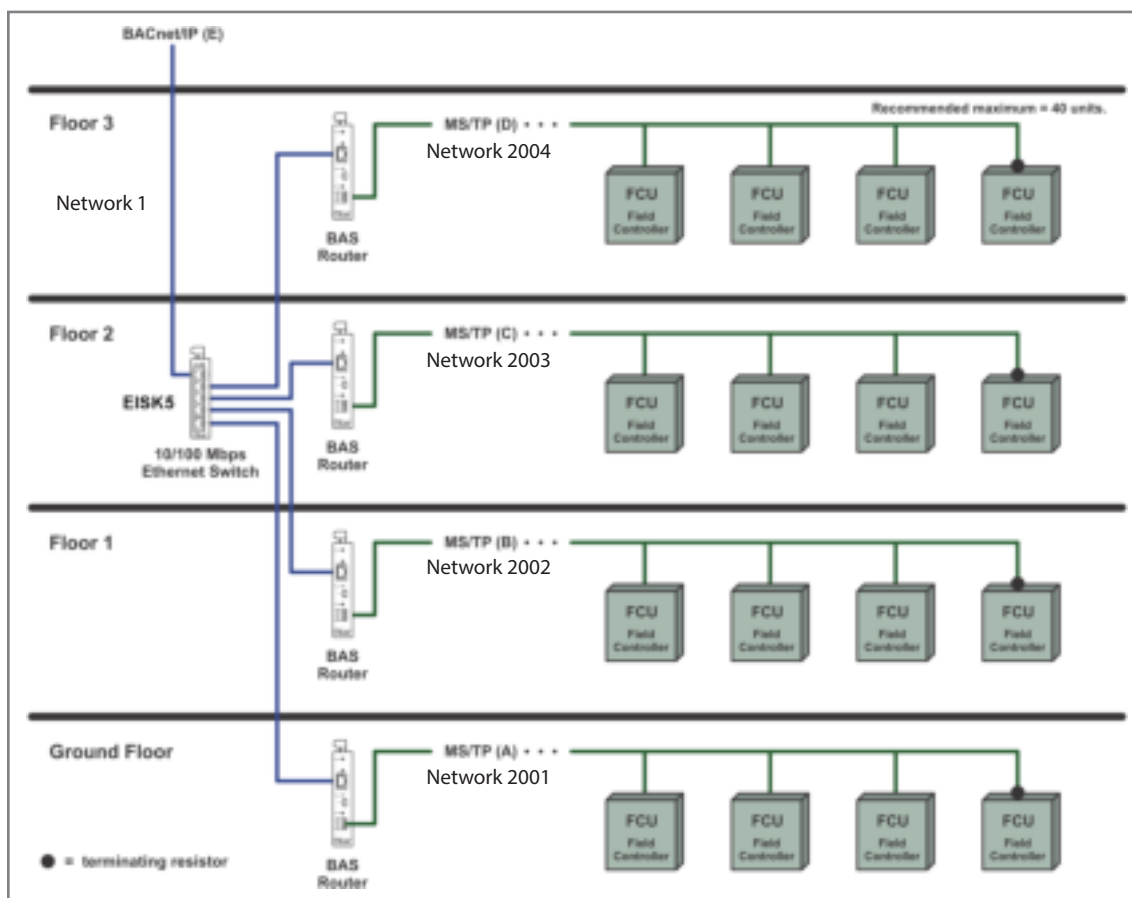 BACnet/IP (E)
Floor 3
Recommended maximum = 40 units.
MS/TP (D) · · ·
Network 2004
Network 1
FCU
Field
Controller
FCU
Field
Controller
FCU
Field
Controller
FCU
Field
Controller
BAS
Router
Floor 2
MS/TP (C) · · ·
Network 2003
EISK5
10/100 Mbps
Ethernet Switch
FCU
Field
Controller
FCU
Field
Controller
FCU
Field
Controller
FCU
Field
Controller
BAS
Router
Floor 1
MS/TP (B) · · ·
Network 2002
FCU
Field
Controller
FCU
Field
Controller
FCU
Field
Controller
FCU
Field
Controller
BAS
Router
Ground Floor
MS/TP (A) · · ·
Network 2001
FCU
Field
Controller
FCU
Field
Controller
FCU
Field
Controller
FCU
Field
Controller
BAS
Router
= terminating resistor